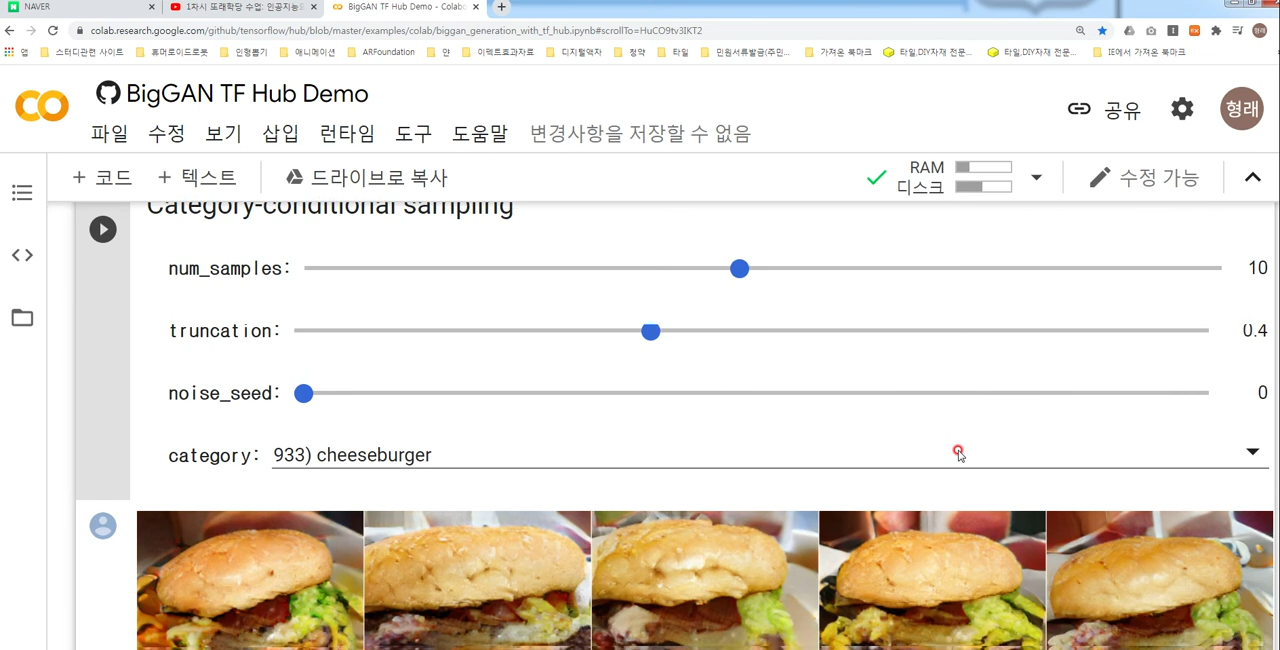 NAVER
1차시 또래학당 수업: 인공지능의
BigGAN TF Hub Demo - Colabo
colab.research.google.com/github/tensorflow/hub/blob/master/examples/colab/biggan_generation_with_tf_hub.ipynb#scrollTo=HuCO9tv3IKT2
앱 스터디관련 사이트 휴머로이드로봇 인형뽑기 애니메이션 ARFoundation 얀 이펙트효과자료 디지털액자 청약 타일 민원서류발급(주민... 가져온 북마크 타일,DIY자재 전문... 타일,DIY자재 전문... IE에서 가져온 북마크
BigGAN TF Hub Demo
공유
형래
파일 수정 보기 삽입 런타임 도구 도움말 변경사항을 저장할 수 없음
+ 코드 + 텍스트 드라이브로 복사
RAM
디스크
수정 가능
Category-conditional sampling
num_samples: 10
truncation: 0.4
noise_seed: 0
category: 933) cheeseburger